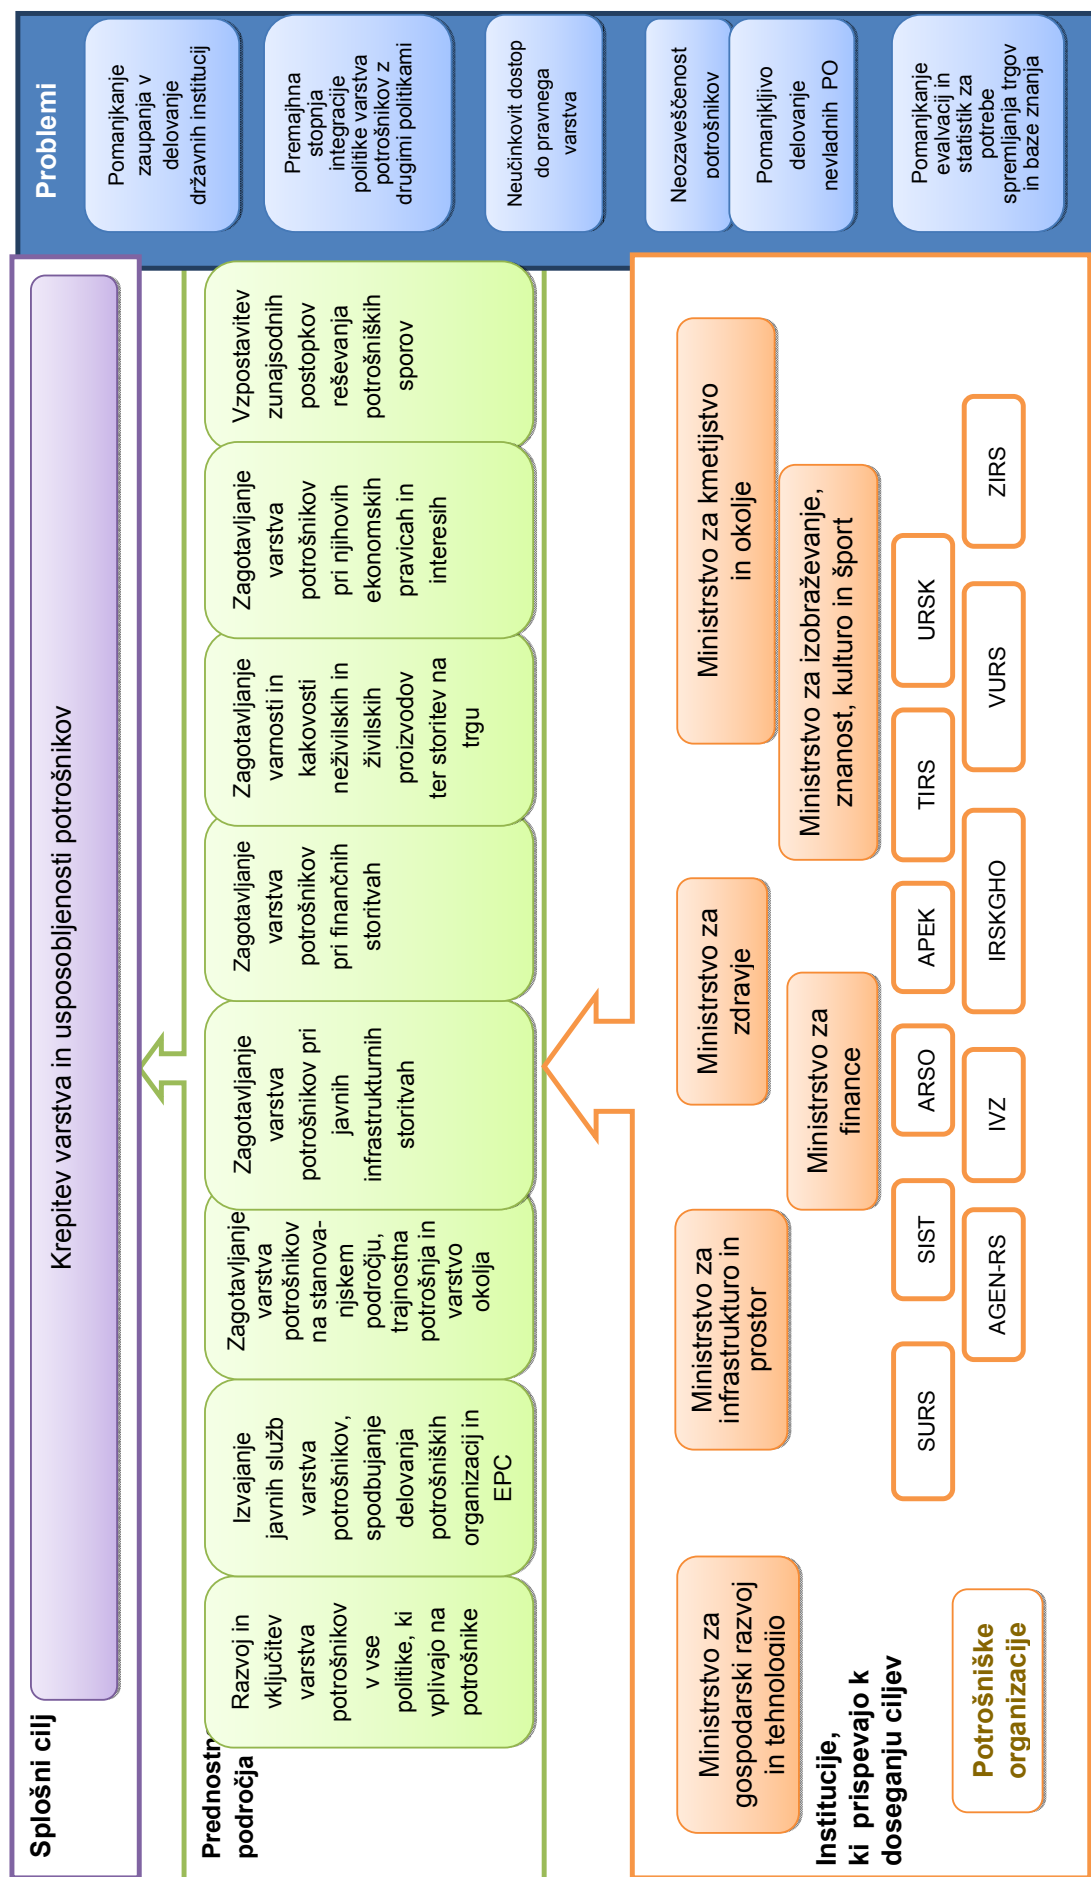 Splošni cilj
Krepitev varstva in usposobljenosti potrošnikov
Prednostn
področja
Razvoj in
vključitev
varstva
potrošnikov
v vse
politike, ki
vplivajo na
potrošnike
Izvajanje
javnih služb
varstva
potrošnikov,
spodbujanje
delovanja
potrošniških
organizacij in
EPC
Zagotavljanje
varstva
potrošnikov
na stanova-
njskem
področju,
trajnostna
potrošnja in
varstvo
okolja
Zagotavljanje
varstva
potrošnikov pri
javnih
infrastrukturnih
storitvah
Zagotavljanje
varstva
potrošnikov
pri finančnih
storitvah
Zagotavljanje
varnosti in
kakovosti
neživilskih in
živilskih
proizvodov
ter storitev na
trgu
Zagotavljanje
varstva
potrošnikov
pri njihovih
ekonomskih
pravicah in
interesih
Vzpostavitev
zunajsodnih
postopkov
reševanja
potrošniških
sporov
Ministrstvo za
gospodarski razvoj
in tehnologijo
Ministrstvo za
infrastrukturo in
prostor
Ministrstvo za
zdravje
Ministrstvo za kmetijstvo
in okolje
Ministrstvo za
finance
Ministrstvo za izobraževanje,
znanost, kulturo in šport
Institucije,
ki prispevajo k
doseganju ciljev
SURS
SIST
ARSO
APEK
TIRS
URSK
Potrošniške
organizacije
AGEN-RS
IVZ
IRSKGHO
VURS
ZIRS
Problemi
Pomanjkanje
zaupanja v
delovanje
državnih institucij
Premajhna
stopnja
integracije
politike varstva
potrošnikov z
drugimi politikami
Neučinkovit dostop
do pravnega
varstva
Neozaveščenost
potrošnikov
Pomanjkljivo
delovanje
nevladnih PO
Pomanjkanje
evalvacij in
statistik za
potrebe
spremljanja trgov
in baze znanja